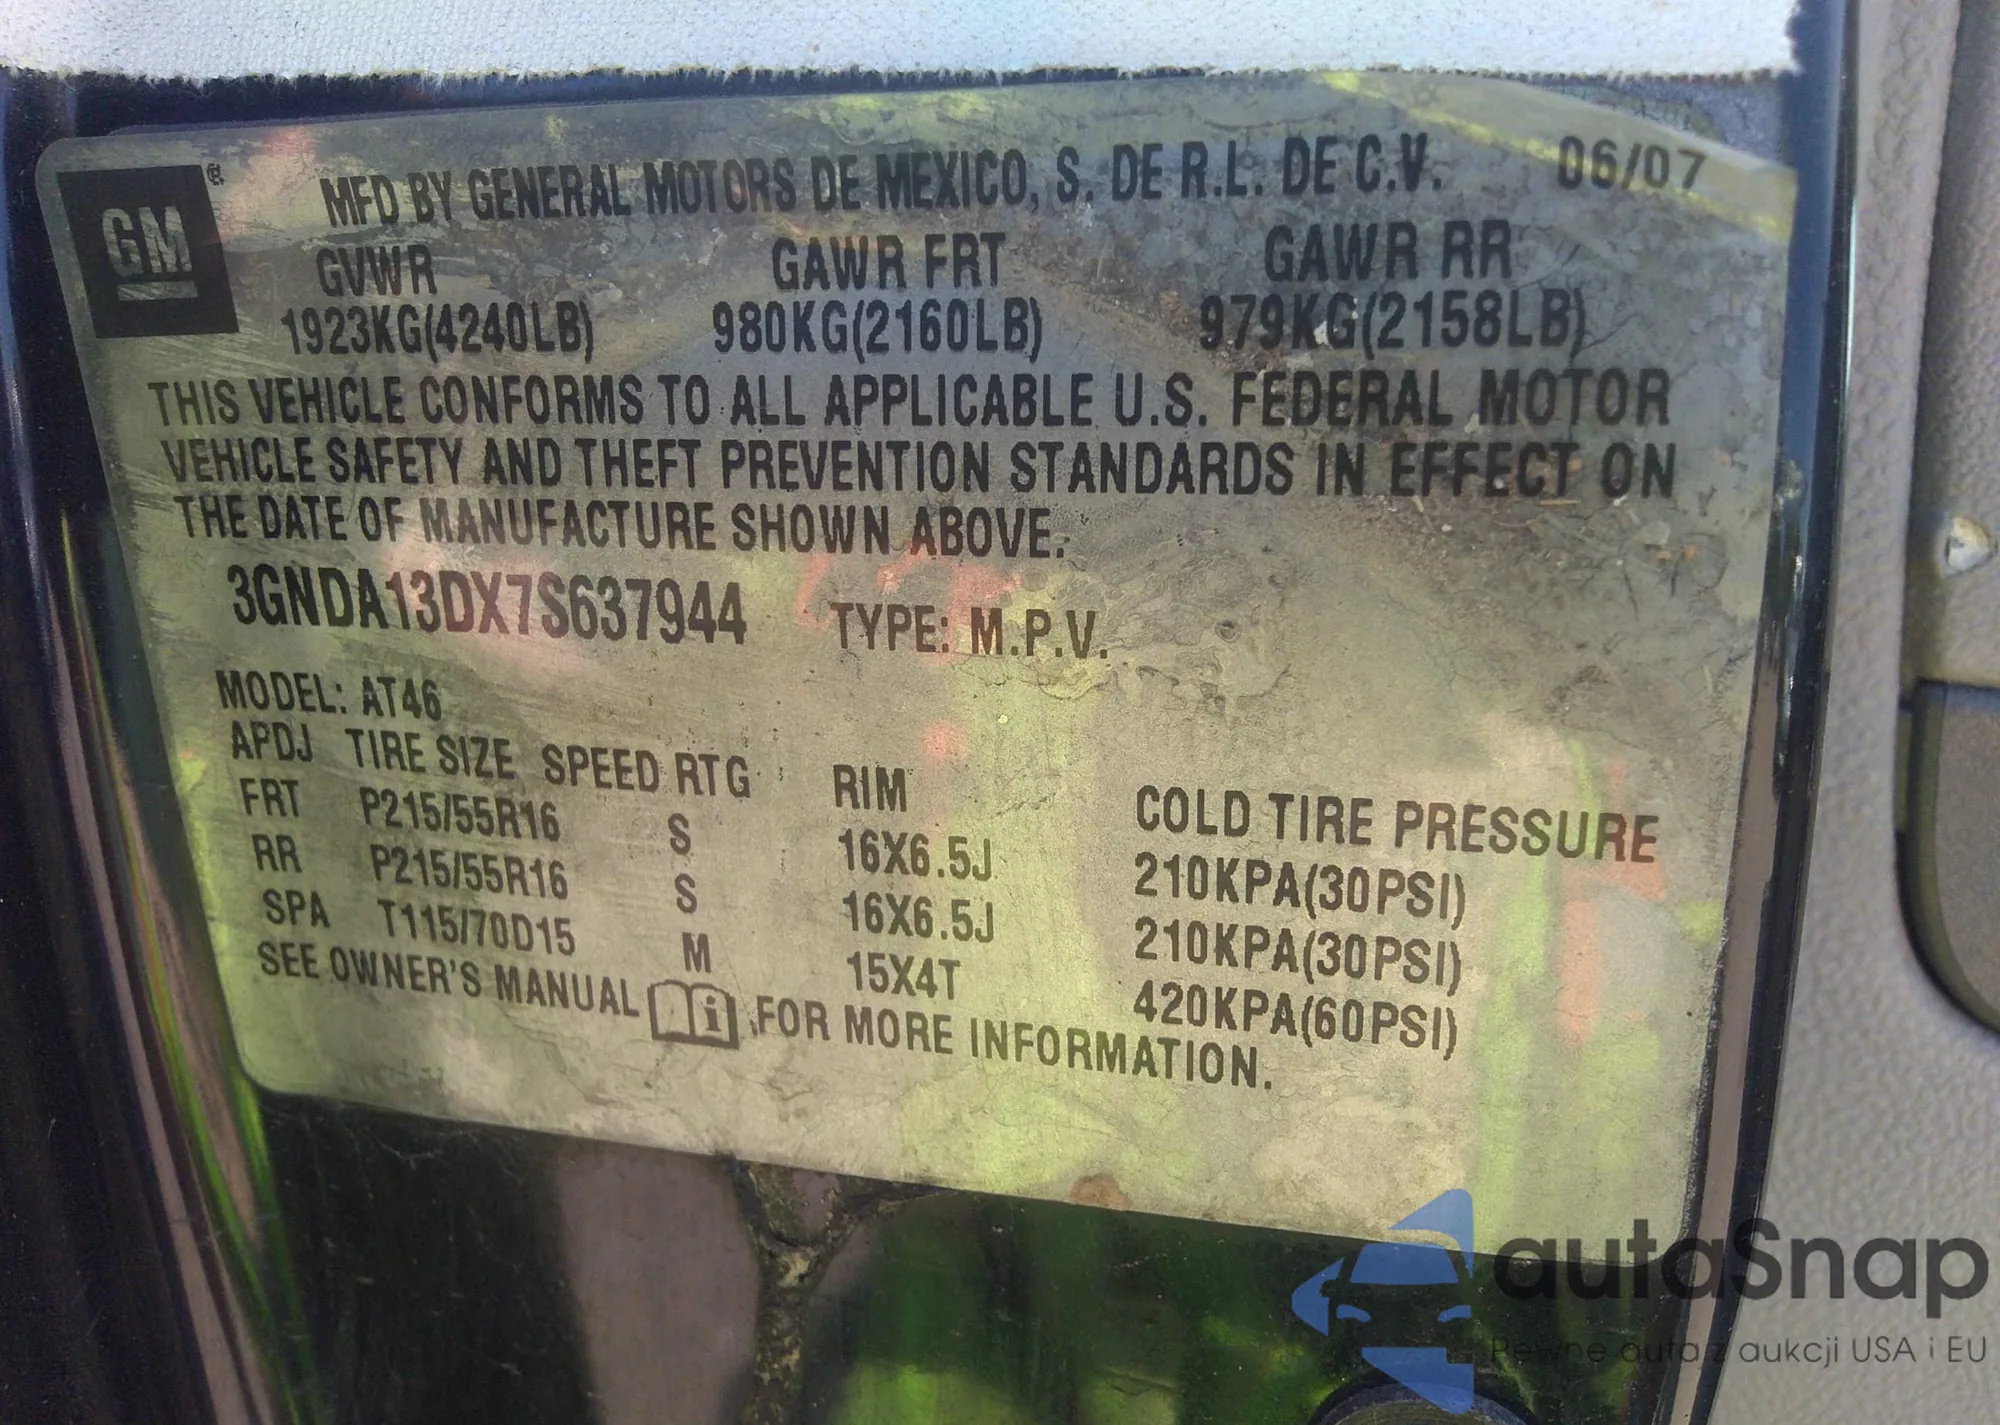 GM
MFD BY GENERAL MOTORS DE MEXICO, S. DE R.L. DE C.V. 06/07
GVWR GAWR FRT GAWR RR
1923KG(4240LB) 980KG(2160LB) 979KG(2158LB)
THIS VEHICLE CONFORMS TO ALL APPLICABLE U.S. FEDERAL MOTOR
VEHICLE SAFETY AND THEFT PREVENTION STANDARDS IN EFFECT ON
THE DATE OF MANUFACTURE SHOWN ABOVE.
3GNDA13DX7S637944 TYPE: M.P.V.
MODEL: AT46
APDJ TIRE SIZE SPEED RTG RIM COLD TIRE PRESSURE
FRT P215/55R16 S 16X6.5J 210KPA(30PSI)
RR P215/55R16 S 16X6.5J 210KPA(30PSI)
SPA T115/70D15 M 15X4T 420KPA(60PSI)
SEE OWNER'S MANUAL FOR MORE INFORMATION.
autaSnap
Pewne auta z aukcji USA i EU